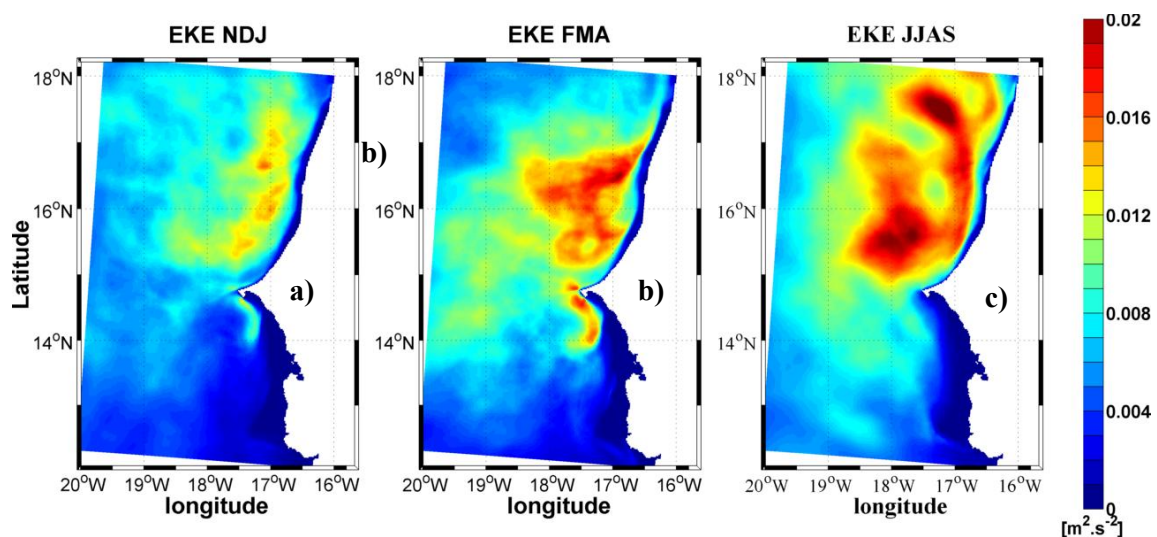 EKE NDJ
EKE FMA
EKE JJAS
18°N
16°N
14°N
Latitude
20°W 19°W 18°W 17°W 16°W
longitude
a)
b)
18°N
16°N
14°N
20°W 19°W 18°W 17°W 16°W
longitude
b)
18°N
16°N
14°N
19°W 18°W 17°W 16°W
longitude
c)
0.02
0.016
0.012
0.008
0.004
0
[m².s⁻²]